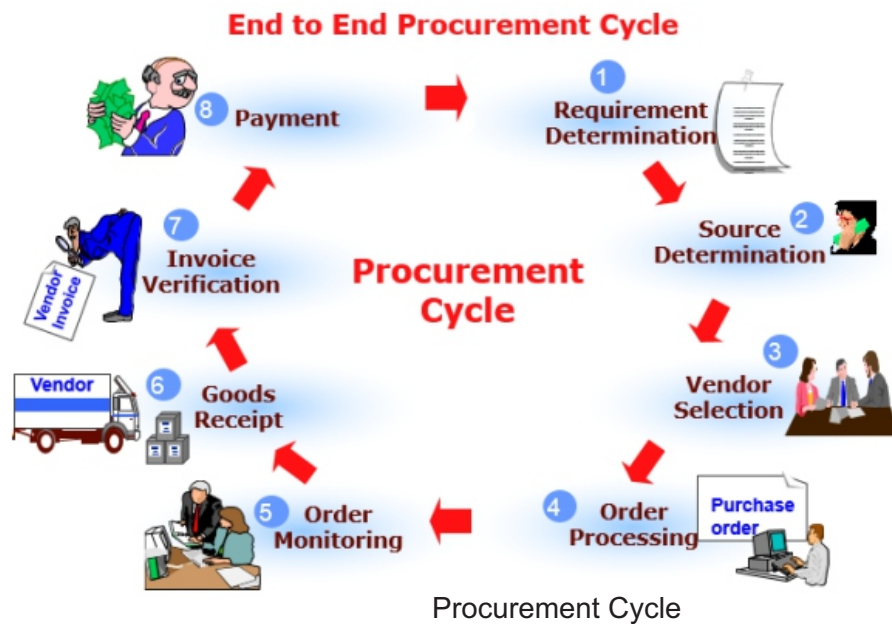 End to End Procurement Cycle
1
Requirement
Determination
2
Source
Determination
3
Vendor
Selection
4
Order
Processing
Purchase
order
5
Order
Monitoring
6
Goods
Receipt
Vendor
7
Invoice
Verification
Vendor
Invoice
8
Payment
Procurement
Cycle
Procurement Cycle